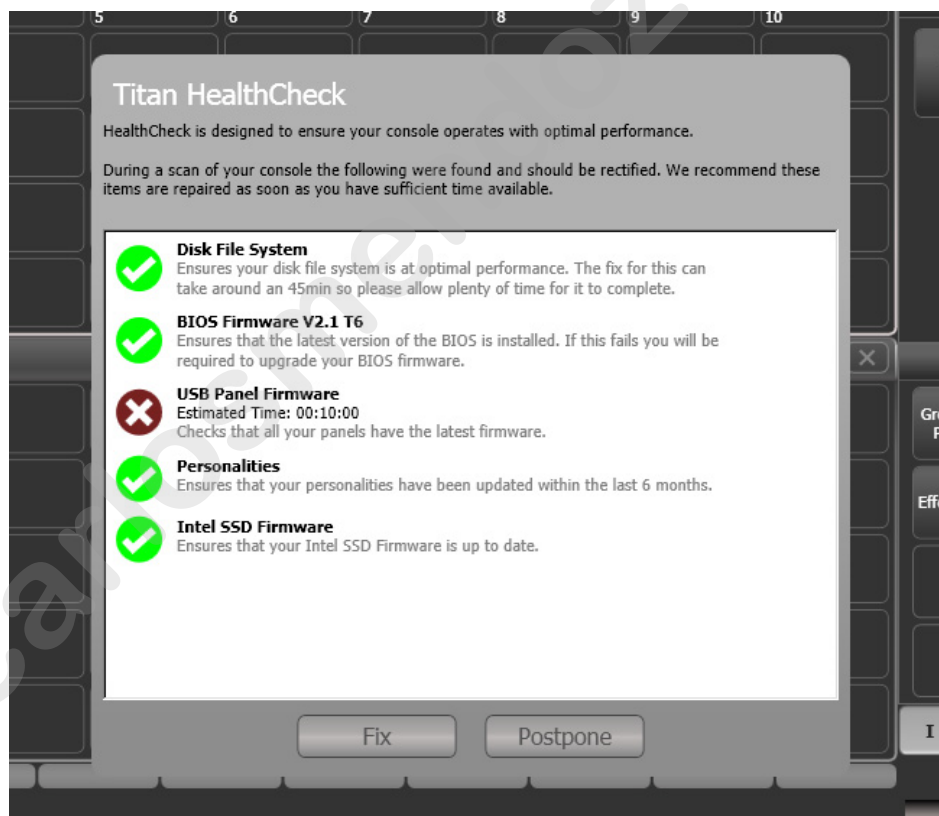 5 6 7 8 9 10
Titan HealthCheck
HealthCheck is designed to ensure your console operates with optimal performance.
During a scan of your console the following were found and should be rectified. We recommend these
items are repaired as soon as you have sufficient time available.
Disk File System
Ensures your disk file system is at optimal performance. The fix for this can
take around an 45min so please allow plenty of time for it to complete.
BIOS Firmware V2.1 T6
Ensures that the latest version of the BIOS is installed. If this fails you will be
required to upgrade your BIOS firmware.
USB Panel Firmware
Estimated Time: 00:10:00
Checks that all your panels have the latest firmware.
Personalities
Ensures that your personalities have been updated within the last 6 months.
Intel SSD Firmware
Ensures that your Intel SSD Firmware is up to date.
Fix
Postpone
carlosmendoz